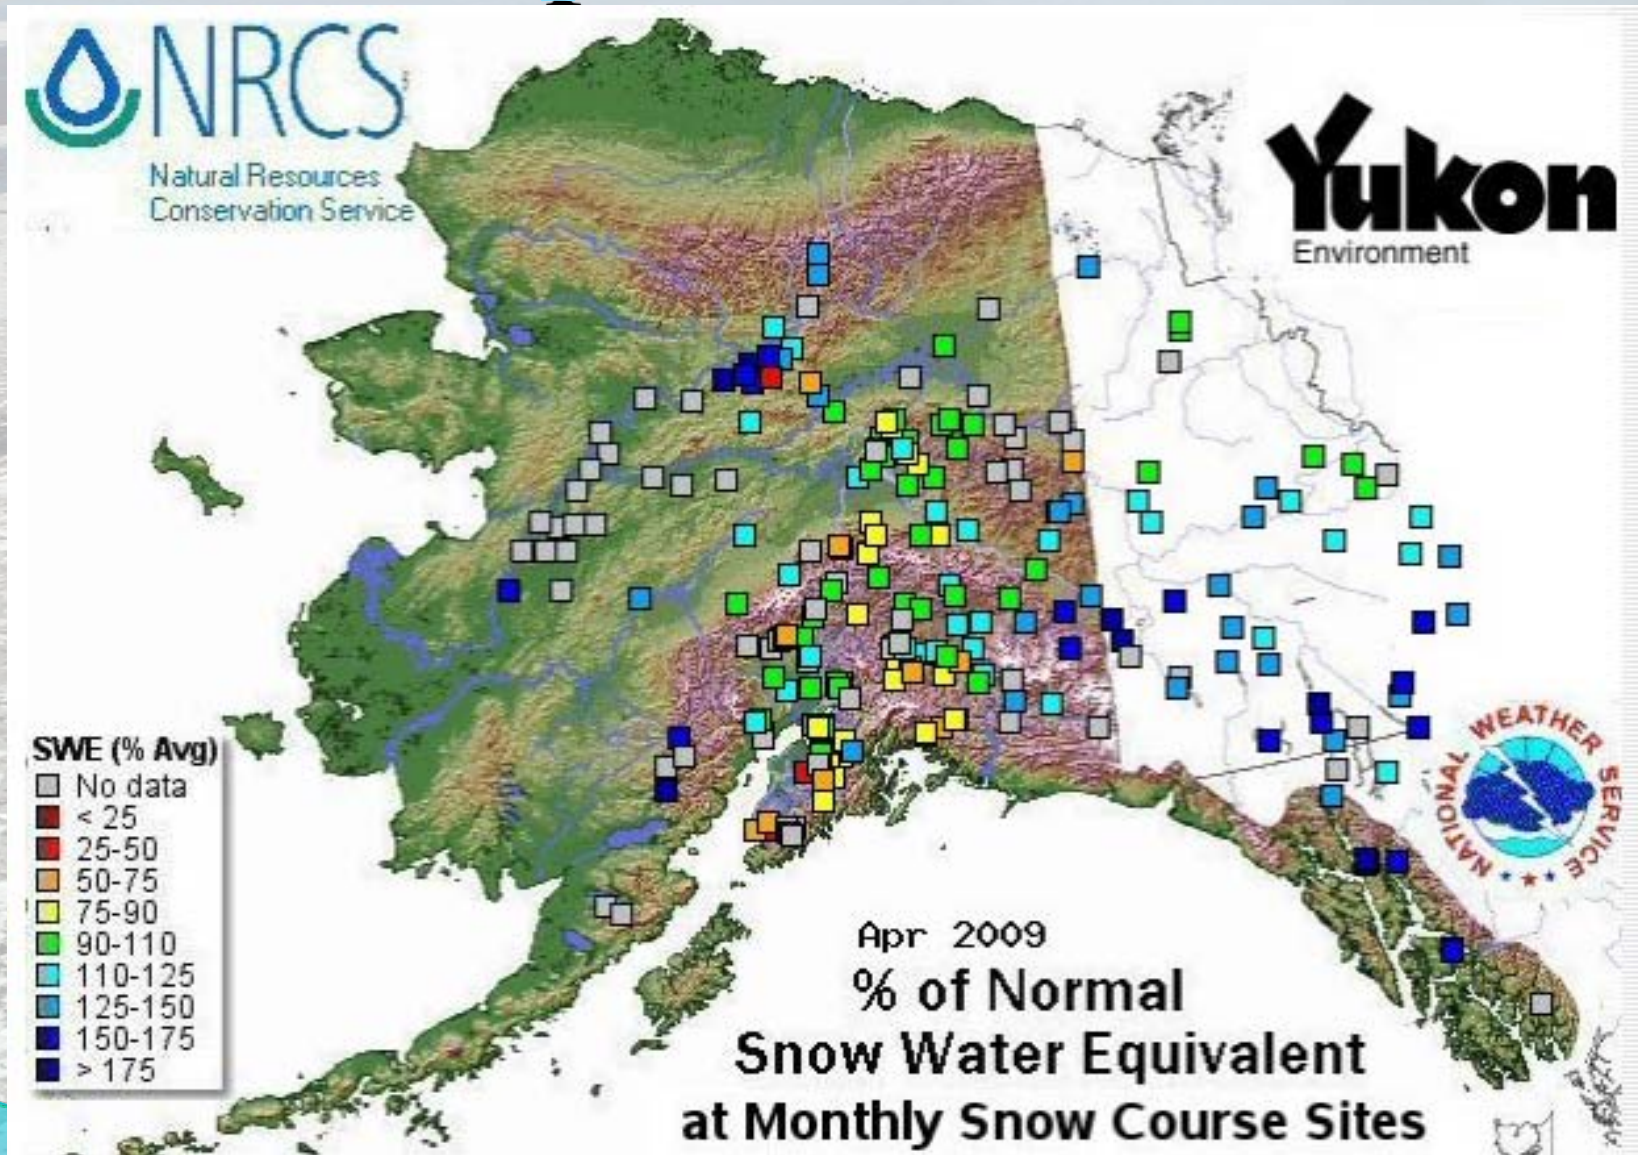 NRCS
Natural Resources
Conservation Service
Yukon
Environment
SWE (% Avg)
No data
< 25
25-50
50-75
75-90
90-110
110-125
125-150
150-175
> 175
NATIONAL WEATHER SERVICE
Apr 2009
% of Normal
Snow Water Equivalent
at Monthly Snow Course Sites